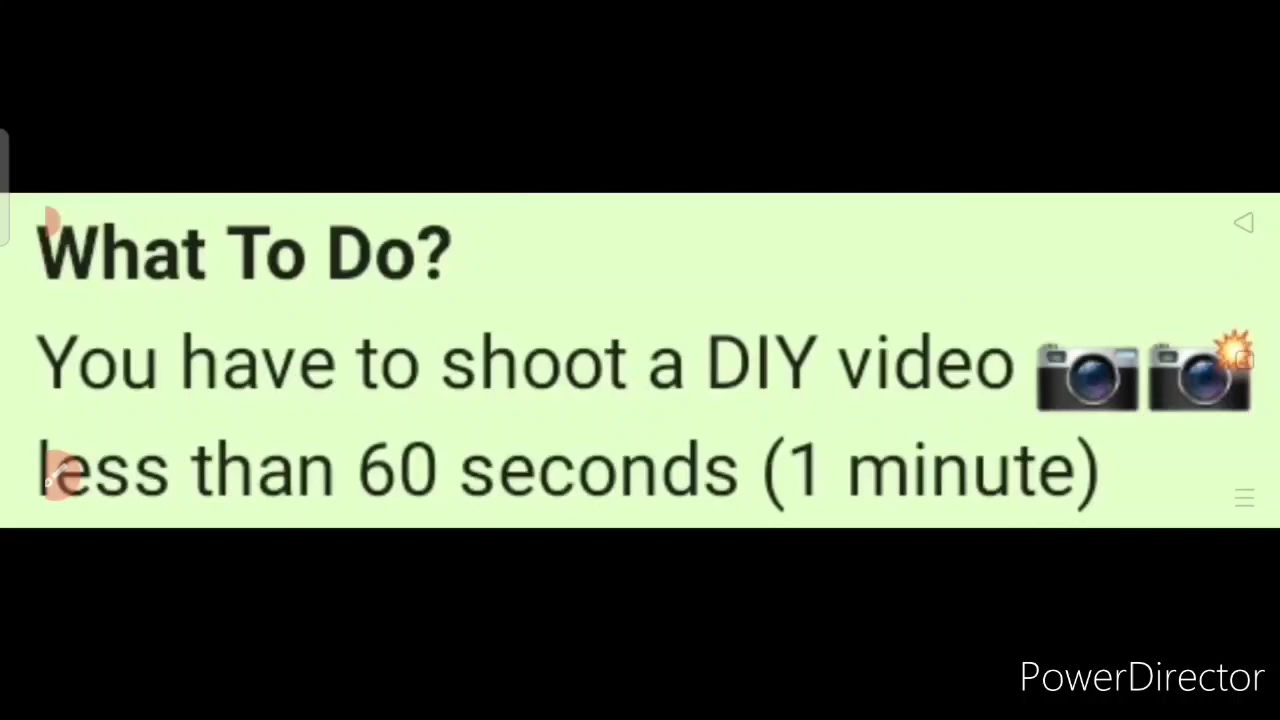 What To Do?
You have to shoot a DIY video 📷📸
less than 60 seconds (1 minute)
PowerDirector